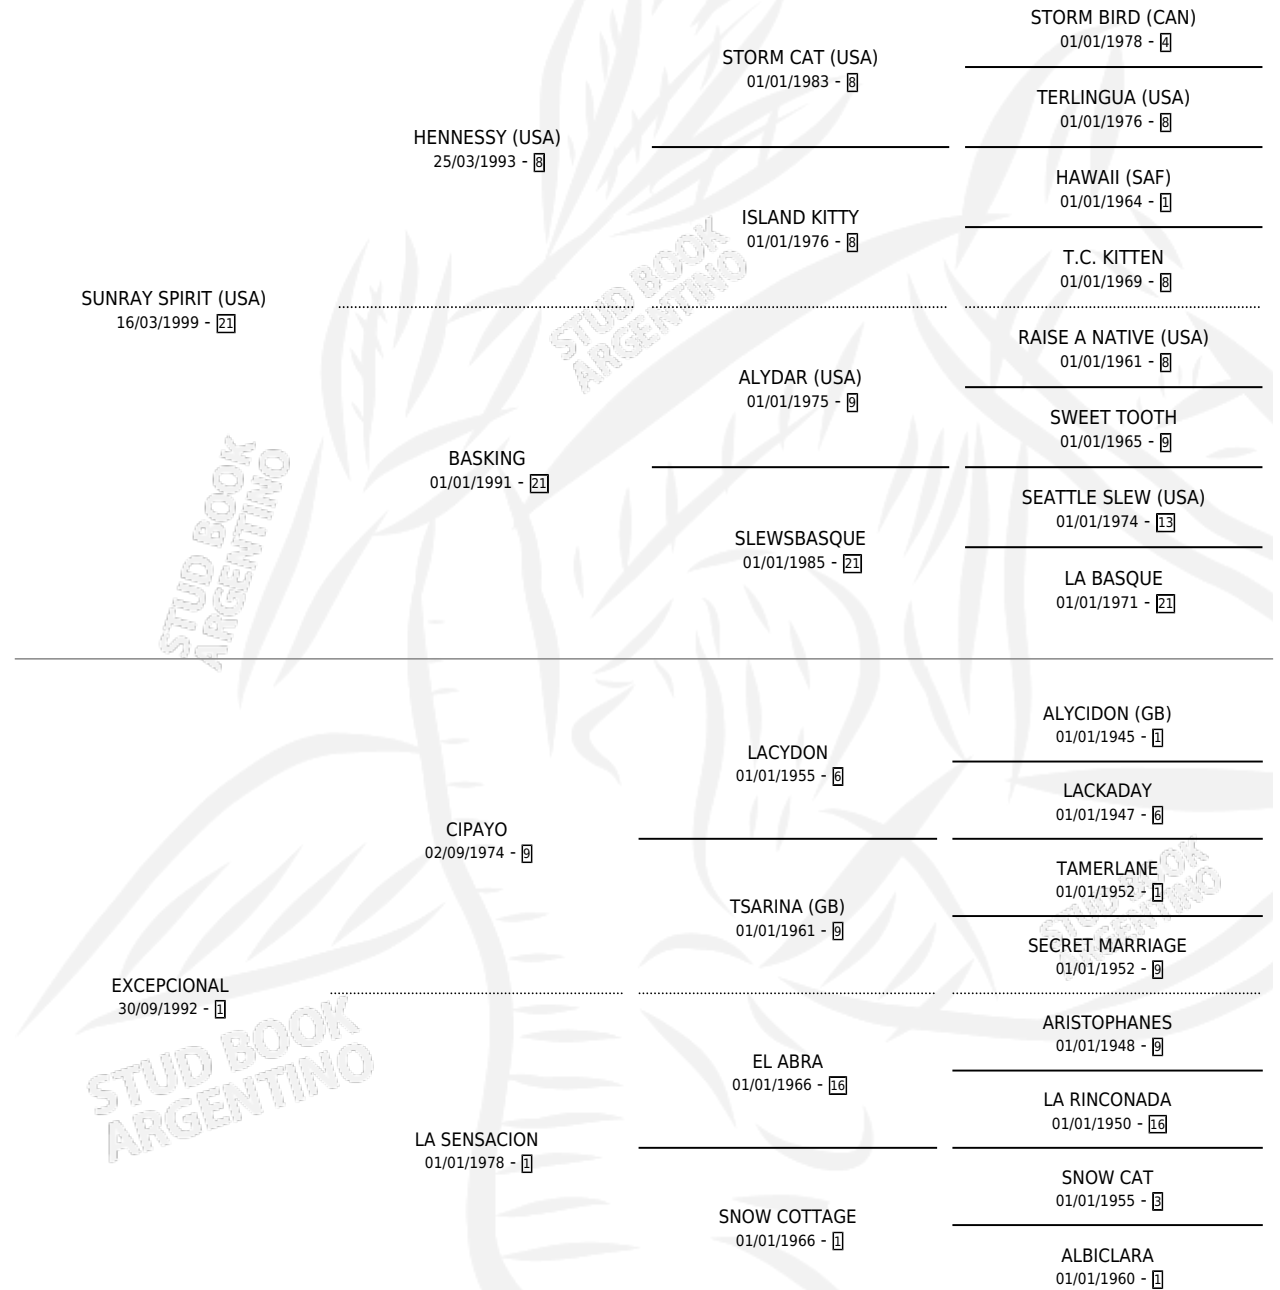 STORM BIRD (CAN)
01/01/1978 - 4
STORM CAT (USA)
01/01/1983 - 8
TERLINGUA (USA)
01/01/1976 - 8
HENNESSY (USA)
25/03/1993 - 8
HAWAII (SAF)
01/01/1964 - 1
ISLAND KITTY
01/01/1976 - 8
T.C. KITTEN
01/01/1969 - 8
SUNRAY SPIRIT (USA)
16/03/1999 - 21
STUD BOOK
ARGENTINO
RAISE A NATIVE (USA)
01/01/1961 - 8
ALYDAR (USA)
01/01/1975 - 9
SWEET TOOTH
01/01/1965 - 9
BASKING
01/01/1991 - 21
SEATTLE SLEW (USA)
01/01/1974 - 13
SLEWSBASQUE
01/01/1985 - 21
LA BASQUE
01/01/1971 - 21
STUD BOOK
ARGENTINO
ALYCIDON (GB)
01/01/1945 - 1
LACYDON
01/01/1955 - 6
LACKADAY
01/01/1947 - 6
CIPAYO
02/09/1974 - 9
TAMERLANE
01/01/1952 - 1
TSARINA (GB)
01/01/1961 - 9
SECRET MARRIAGE
01/01/1952 - 9
STUD BOOK
ARGENTINO
EXCEPCIONAL
30/09/1992 - 1
ARISTOPHANES
01/01/1948 - 9
EL ABRA
01/01/1966 - 16
LA RINCONADA
01/01/1950 - 16
STUD BOOK
ARGENTINO
LA SENSACION
01/01/1978 - 1
SNOW CAT
01/01/1955 - 3
SNOW COTTAGE
01/01/1966 - 1
ALBICLARA
01/01/1960 - 1